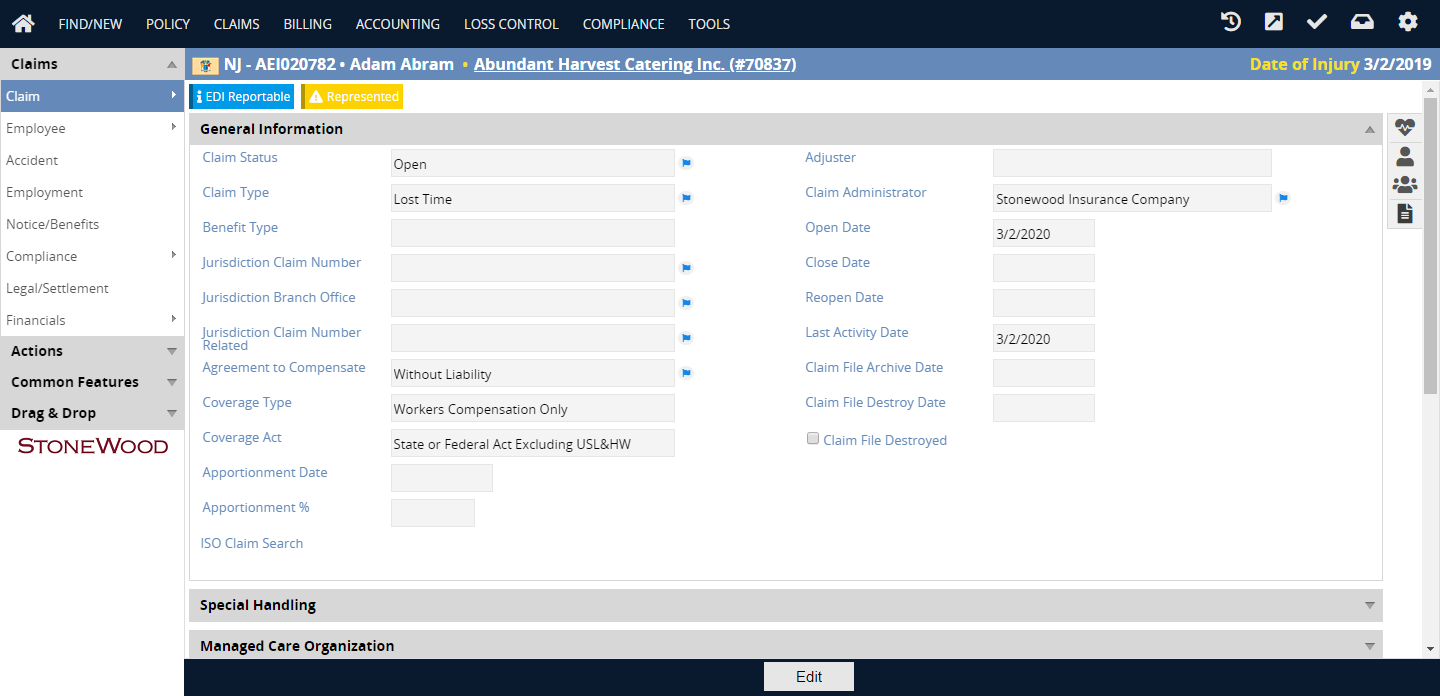 FIND/NEW POLICY CLAIMS BILLING ACCOUNTING LOSS CONTROL COMPLIANCE TOOLS
Claims
NJ - AEI020782 • Adam Abram • Abundant Harvest Catering Inc. (#70837) Date of Injury 3/2/2019
Claim
Employee
Accident
Employment
Notice/Benefits
Compliance
Legal/Settlement
Financials
Actions
Common Features
Drag & Drop
STONEWOOD
EDI Reportable Represented
General Information
Claim Status Open
Claim Type Lost Time
Benefit Type
Jurisdiction Claim Number
Jurisdiction Branch Office
Jurisdiction Claim Number
Related
Agreement to Compensate Without Liability
Coverage Type Workers Compensation Only
Coverage Act State or Federal Act Excluding USL&HW
Apportionment Date
Apportionment %
ISO Claim Search
Adjuster
Claim Administrator Stonewood Insurance Company
Open Date 3/2/2020
Close Date
Reopen Date
Last Activity Date 3/2/2020
Claim File Archive Date
Claim File Destroy Date
Claim File Destroyed
Special Handling
Managed Care Organization
Edit